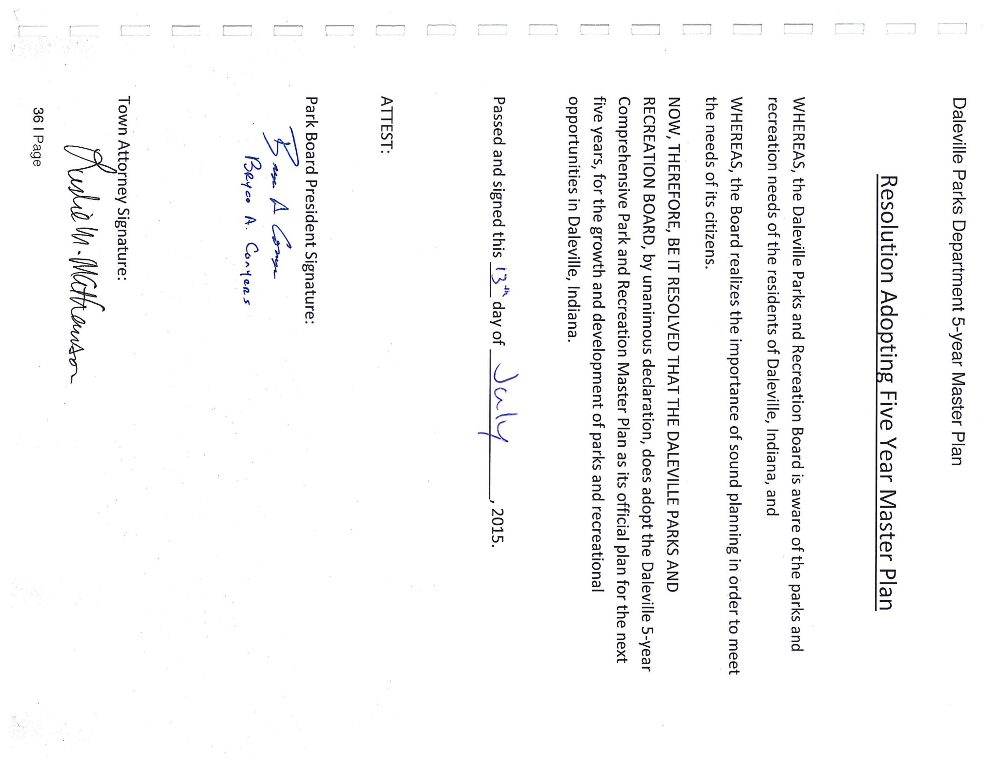 Daleville Parks Department 5-year Master Plan
Resolution Adopting Five Year Master Plan
WHEREAS, the Daleville Parks and Recreation Board is aware of the parks and
recreation needs of the residents of Daleville, Indiana, and
WHEREAS, the Board realizes the importance of sound planning in order to meet
the needs of its citizens.
NOW, THEREFORE, BE IT RESOLVED THAT THE DALEVILLE PARKS AND
RECREATION BOARD, by unanimous declaration, does adopt the Daleville 5-year
Comprehensive Park and Recreation Master Plan as its official plan for the next
five years, for the growth and development of parks and recreational
opportunities in Daleville, Indiana.
Passed and signed this 13th day of July, 2015.
ATTEST:
Park Board President Signature:
A
A. Conyers
Town Attorney Signature:
M.
36 | Page